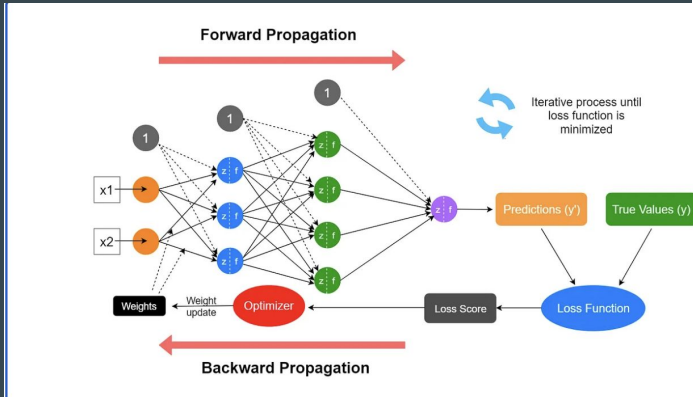 Forward Propagation
1
1
1
Iterative process until
loss function is
minimized
x1
x2
z f
z f
z f
z f
z f
z f
z f
z f
Predictions (y')
True Values (y)
Weights
Weight
update
Optimizer
Loss Score
Loss Function
Backward Propagation